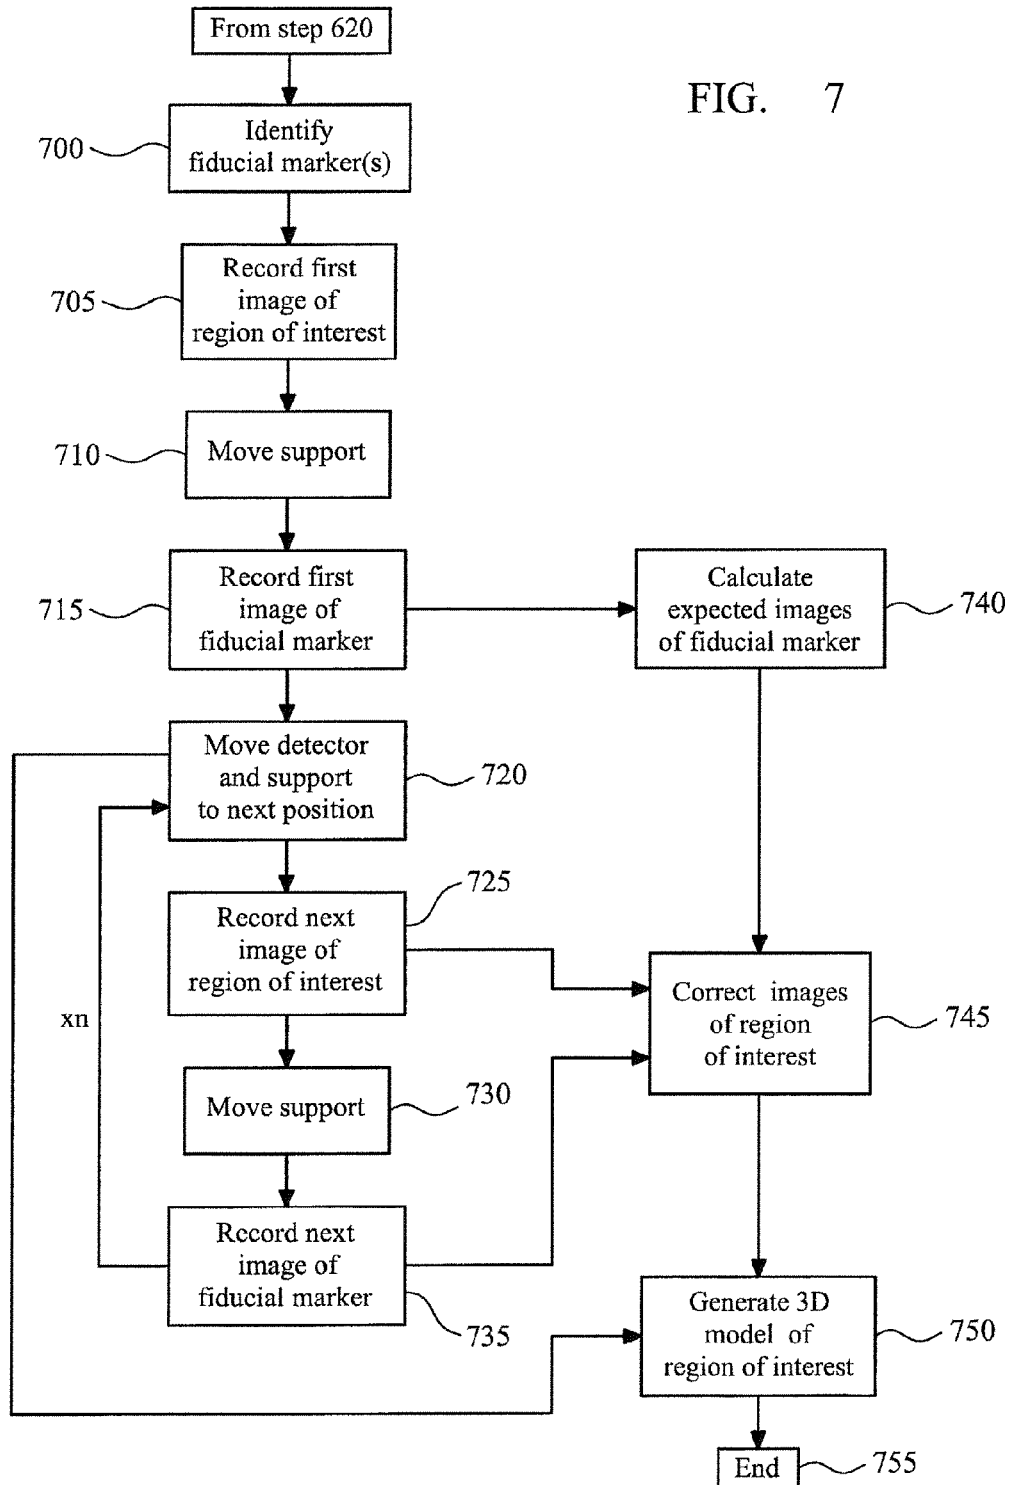 From step 620
FIG. 7
700
Identify
fiducial marker(s)
705
Record first
image of
region of interest
710
Move support
715
Record first
image of
fiducial marker
Calculate
expected images
of fiducial marker
740
Move detector
and support
to next position
720
725
Record next
image of
region of interest
xn
Correct images
of region
of interest
745
Move support
730
Record next
image of
fiducial marker
735
Generate 3D
model of
region of interest
750
End
755